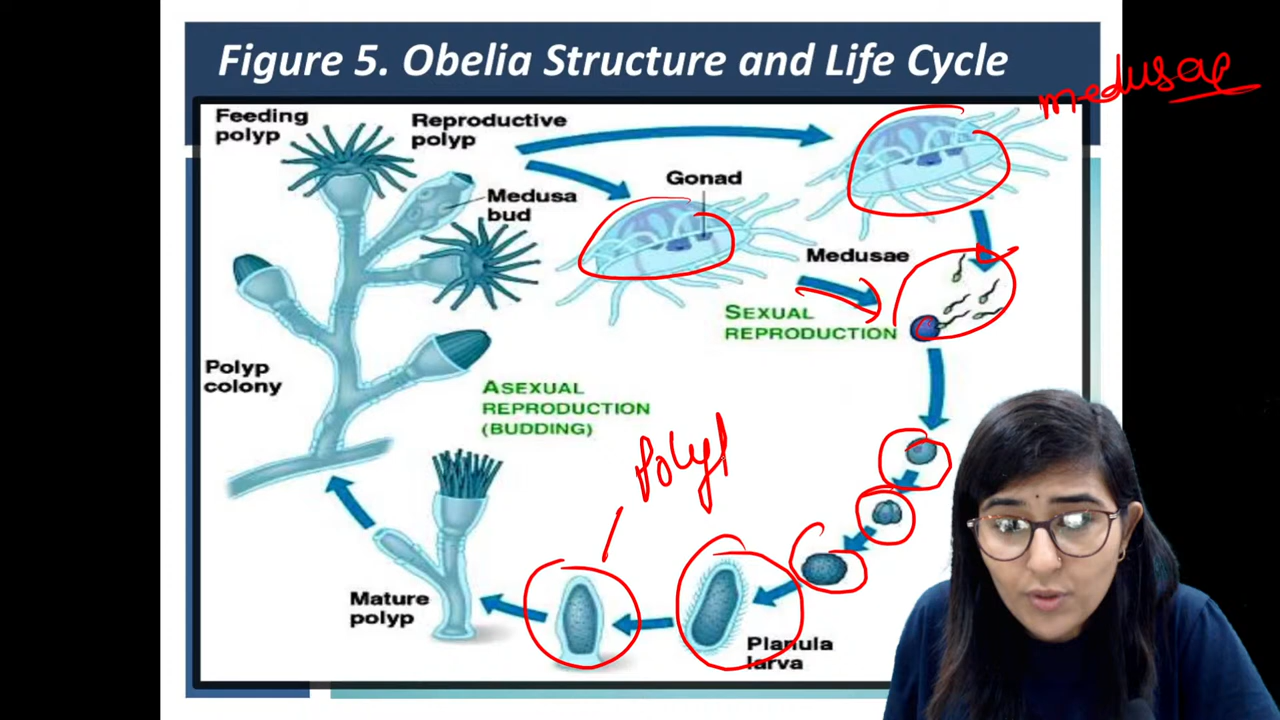 Figure 5. Obelia Structure and Life Cycle
medusae
Feeding
polyp
Reproductive
polyp
Gonad
Medusa
bud
Medusae
SEXUAL
REPRODUCTION
Polyp
colony
ASEXUAL
REPRODUCTION
(BUDDING)
Polyp
Mature
polyp
Planula
larva